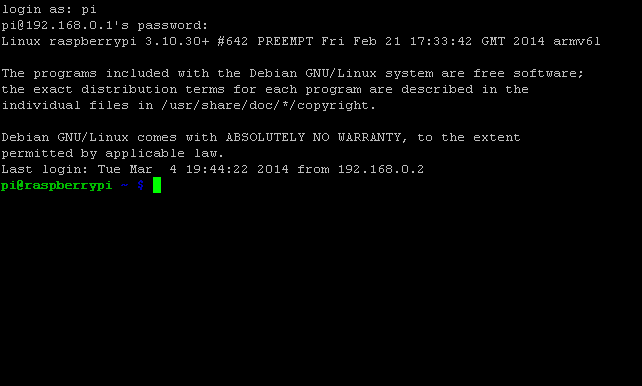 login as: pi
pi@192.168.0.1's password:
Linux raspberrypi 3.10.30+ #642 PREEMPT Fri Feb 21 17:33:42 GMT 2014 armv6l
The programs included with the Debian GNU/Linux system are free software;
the exact distribution terms for each program are described in the
individual files in /usr/share/doc/*/copyright.
Debian GNU/Linux comes with ABSOLUTELY NO WARRANTY, to the extent
permitted by applicable law.
Last login: Tue Mar  4 19:44:22 2014 from 192.168.0.2
pi@raspberrypi ~ $